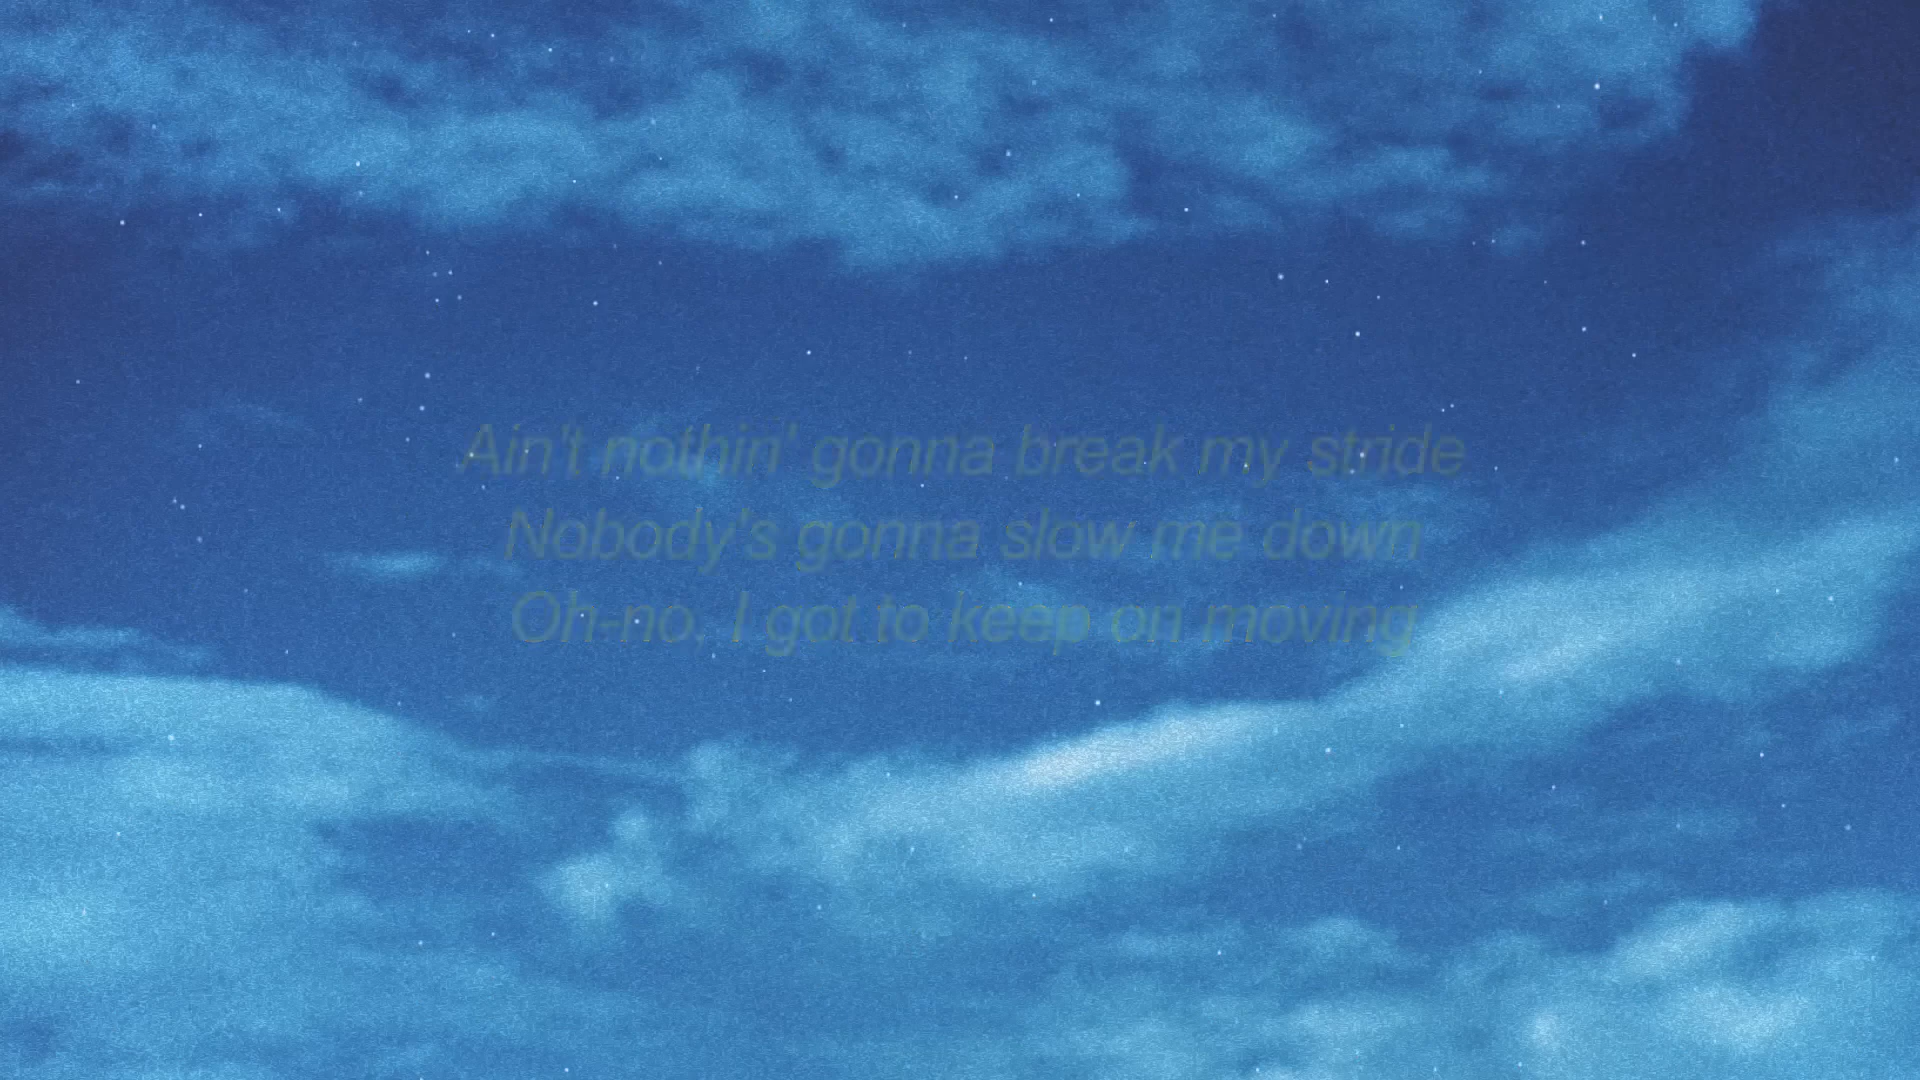 Ain't nothin' gonna break my stride
Nobody's gonna slow me down
Oh-no, I got to keep on moving